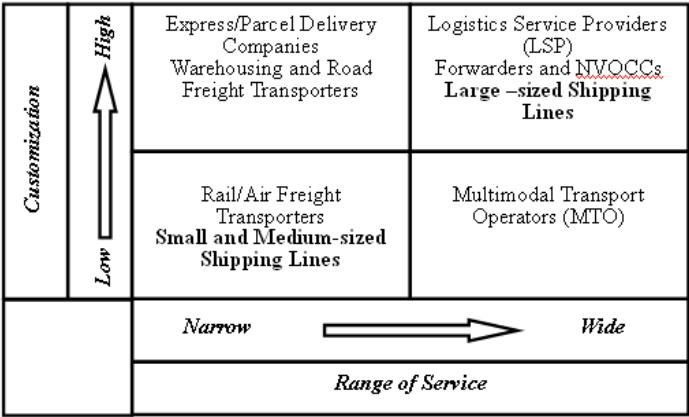 Customization
High
Low
Express/Parcel Delivery
Companies
Warehousing and Road
Freight Transporters
Logistics Service Providers
(LSP)
Forwarders and NVOCCs
Large –sized Shipping
Lines
Rail/Air Freight
Transporters
Small and Medium-sized
Shipping Lines
Multimodal Transport
Operators (MTO)
Narrow
Wide
Range of Service